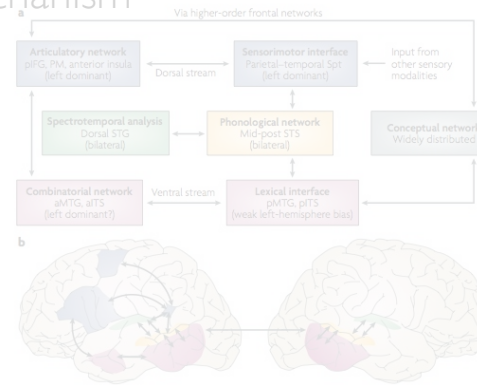 chanism
a
Via higher-order frontal networks
Articulatory network
pIFG, PM, anterior insula
(left dominant)
Dorsal stream
Sensorimotor interface
Parietal–temporal Spt
(left dominant)
Input from
other sensory
modalities
Spectrotemporal analysis
Dorsal STG
(bilateral)
Phonological network
Mid-post STS
(bilateral)
Conceptual network
Widely distributed
Combinatorial network
aMTG, aITS
(left dominant?)
Ventral stream
Lexical interface
pMTG, pITS
(weak left-hemisphere bias)
b